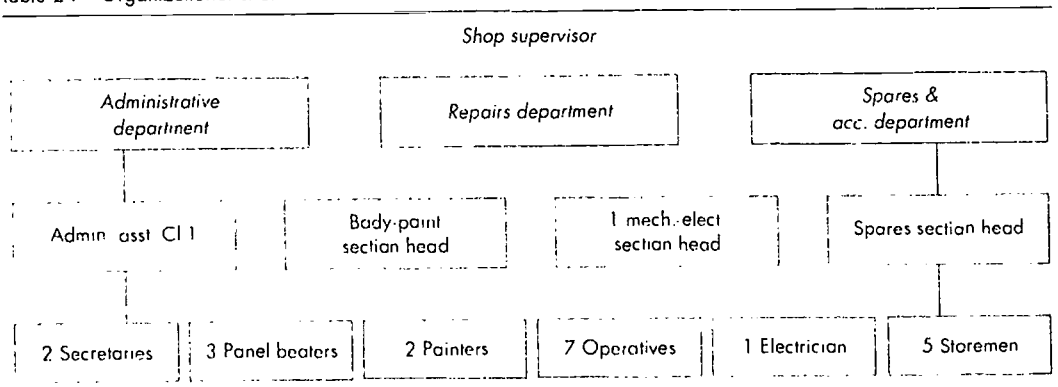 Shop supervisor
Administrative
department
Repairs department
Spares &
acc. department
Admin asst Cl 1
Body-paint
section head
1 mech.-elect
section head
Spares section head
2 Secretaries
3 Panel beaters
2 Painters
7 Operatives
1 Electrician
5 Storemen